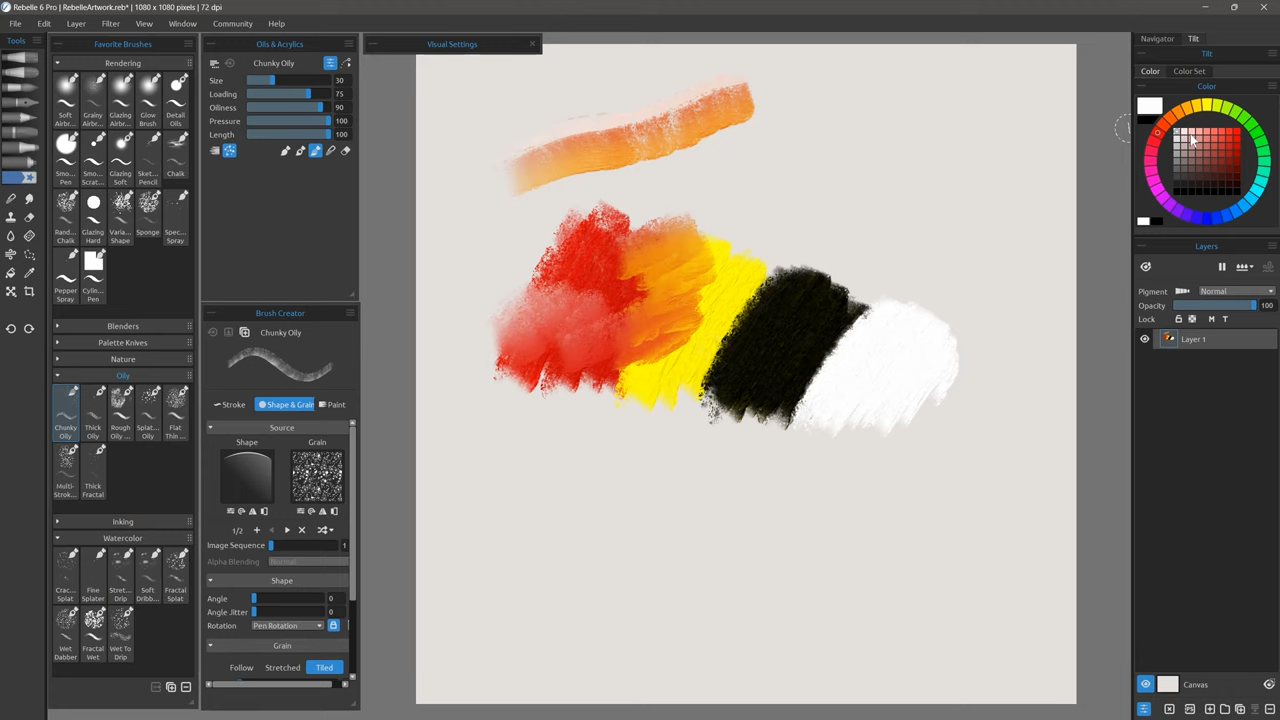 Rebelle 6 Pro | RebelleArtwork.reb* | 1080 x 1080 pixels | 72 dpi
File Edit Layer Filter View Window Community Help
Tools
Favorite Brushes
Rendering
Soft Airbr... Grainy Airbr... Glazing Airbr... Glow Brush Detail Oils
Smo... Pen Smo... Scrat... Glazing Soft Sket... Pencil Chalk
Rand... Chalk Glazing Hard Varia... Shape Sponge Spec... Spray
Pepper Spray Cylin... Pen
Blenders
Palette Knives
Nature
Oily
Chunky Oily Thick Oily Rough Oily ... Splat... Oily Flat Thin ...
Multi-Strok... Thick Fractal
Inking
Watercolor
Crac... Splat Fine Splater Stret... Drip Soft Dribb... Fractal Splat
Wet Dabber Fractal Wet Wet To Drip
Oils & Acrylics
Chunky Oily
Size 30
Loading 75
Oiliness 90
Pressure 100
Length 100
Brush Creator
Chunky Oily
Stroke Shape & Grain Paint
Source
Shape Grain
1/2
Image Sequence 1
Alpha Blending Normal
Shape
Angle 0
Angle Jitter 0
Rotation Pen Rotation
Grain
Follow Stretched Tiled
Visual Settings
Navigator Tilt
Tilt
Color Color Set
Color
Layers
Pigment Normal
Opacity 100
Lock M T
Layer 1
Canvas